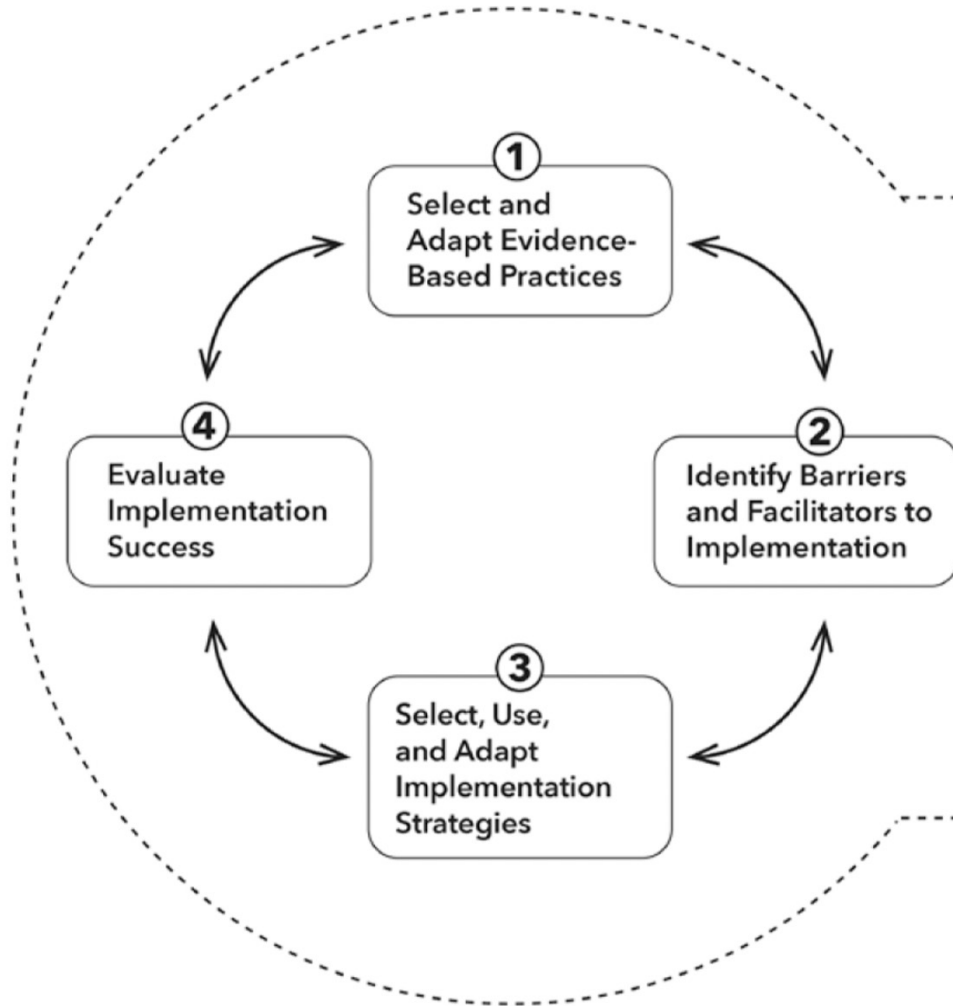 1
Select and
Adapt Evidence-
Based Practices
2
Identify Barriers
and Facilitators to
Implementation
3
Select, Use,
and Adapt
Implementation
Strategies
4
Evaluate
Implementation
Success